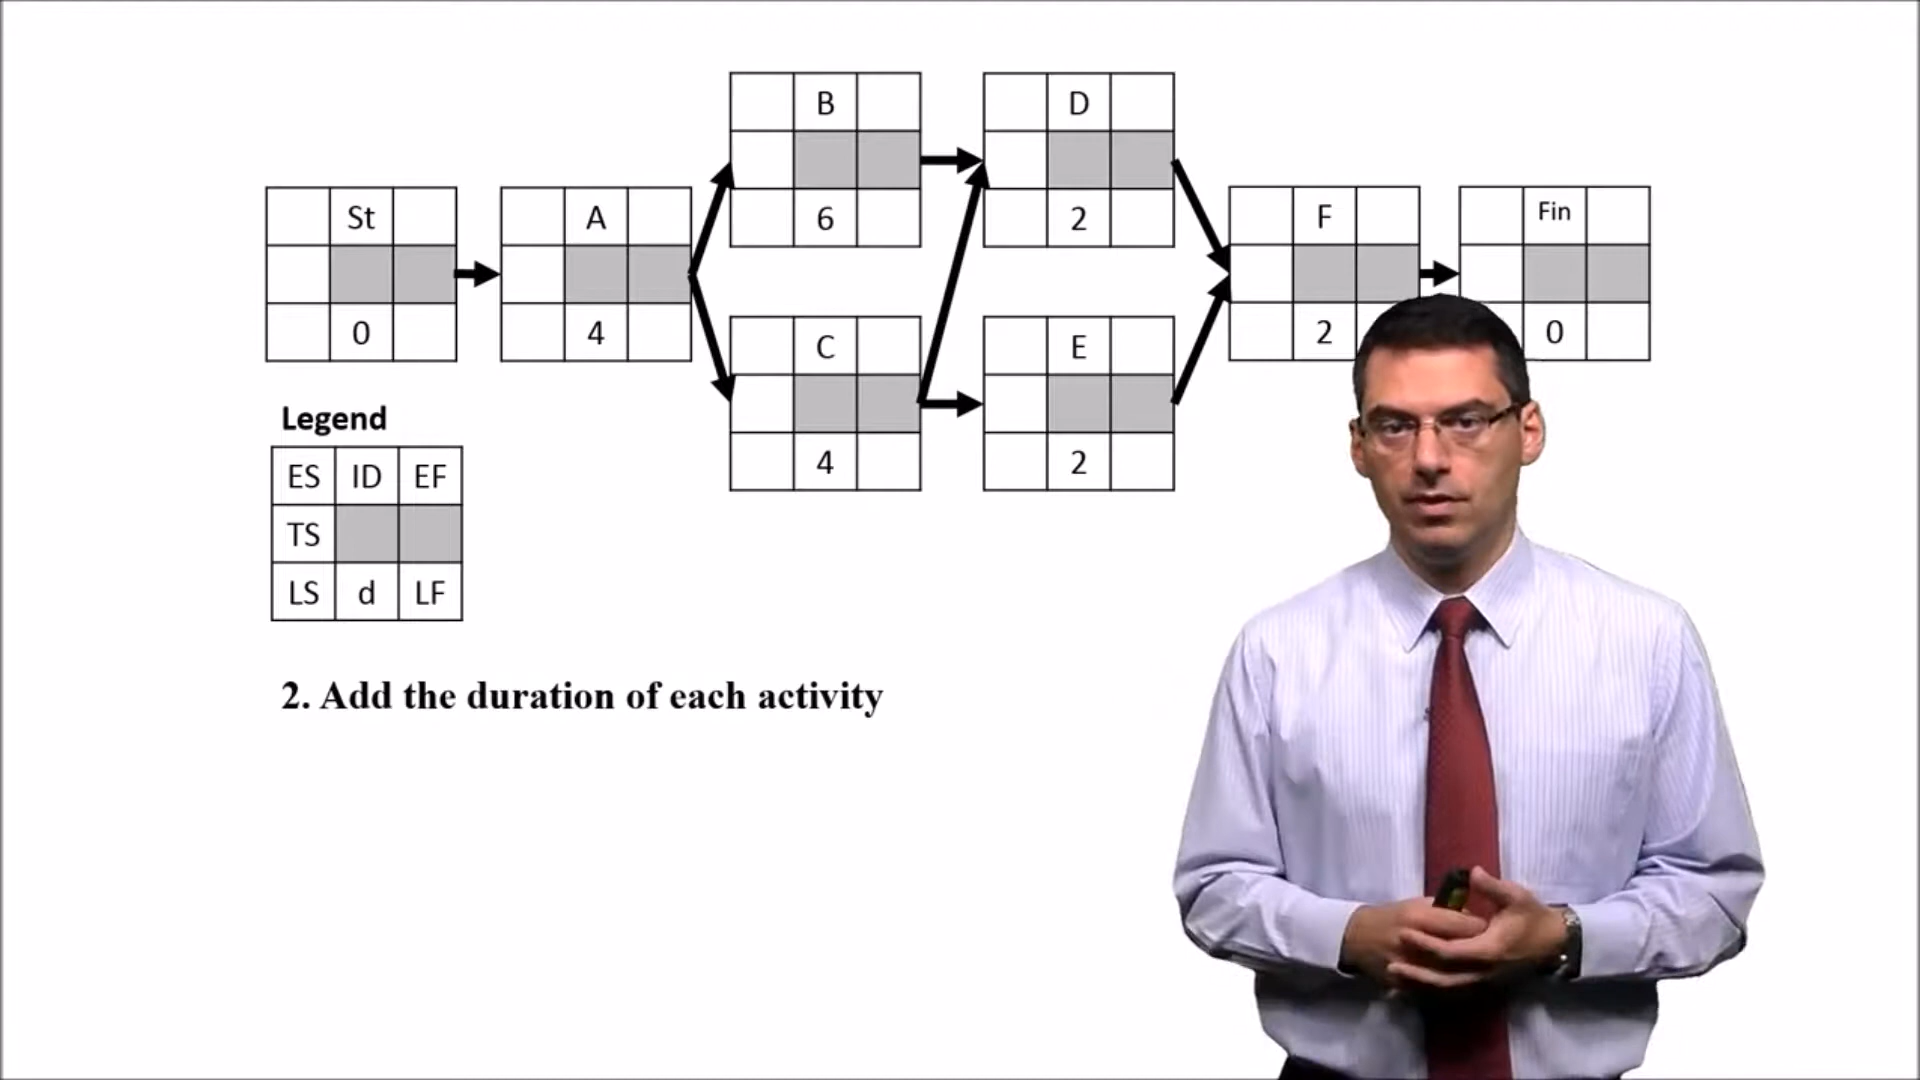 B
D
St
A
F
Fin
6
2
0
4
C
E
2
0
Legend
4
2
ES ID EF
TS
LS d LF
2. Add the duration of each activity